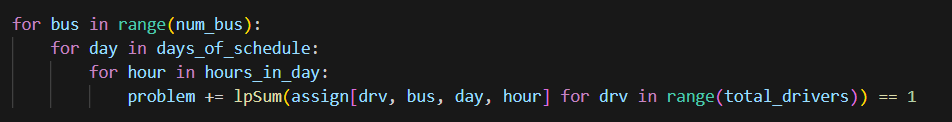 for bus in range(num_bus):
    for day in days_of_schedule:
        for hour in hours_in_day:
            problem += lpSum(assign[drv, bus, day, hour] for drv in range(total_drivers)) == 1